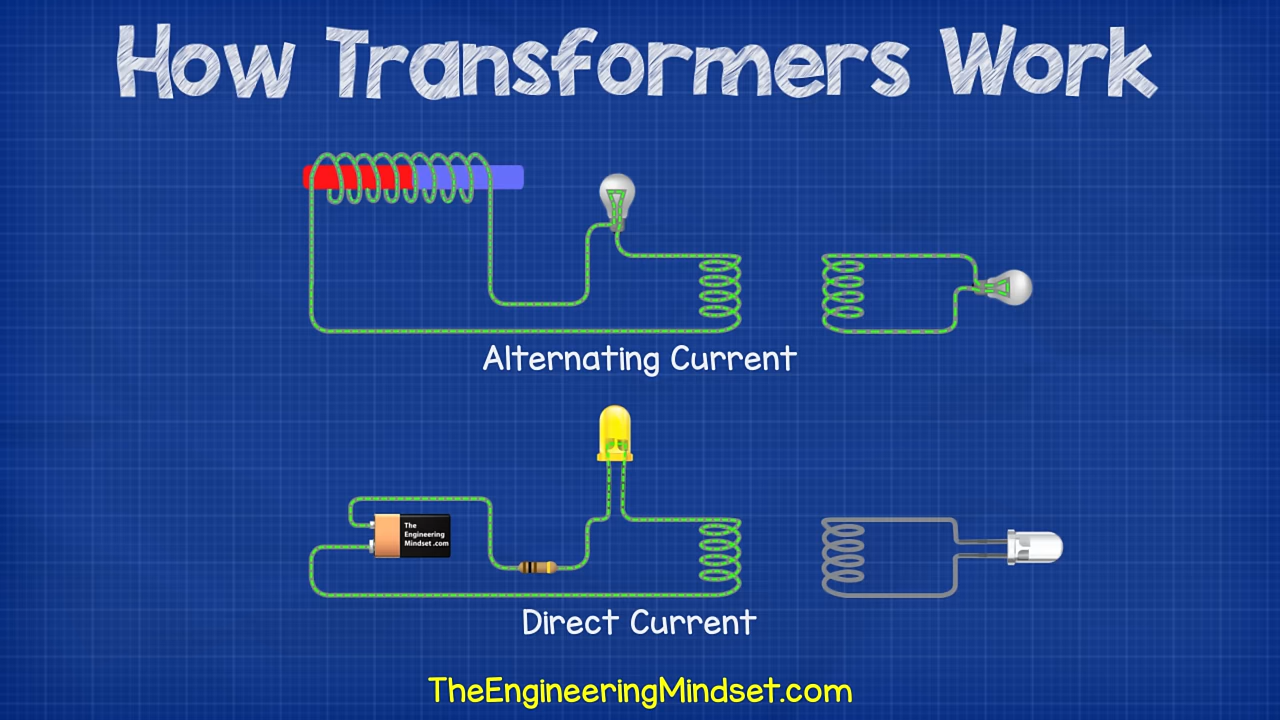 How Transformers Work
Alternating Current
The
Engineering
Mindset.com
Direct Current
TheEngineeringMindset.com